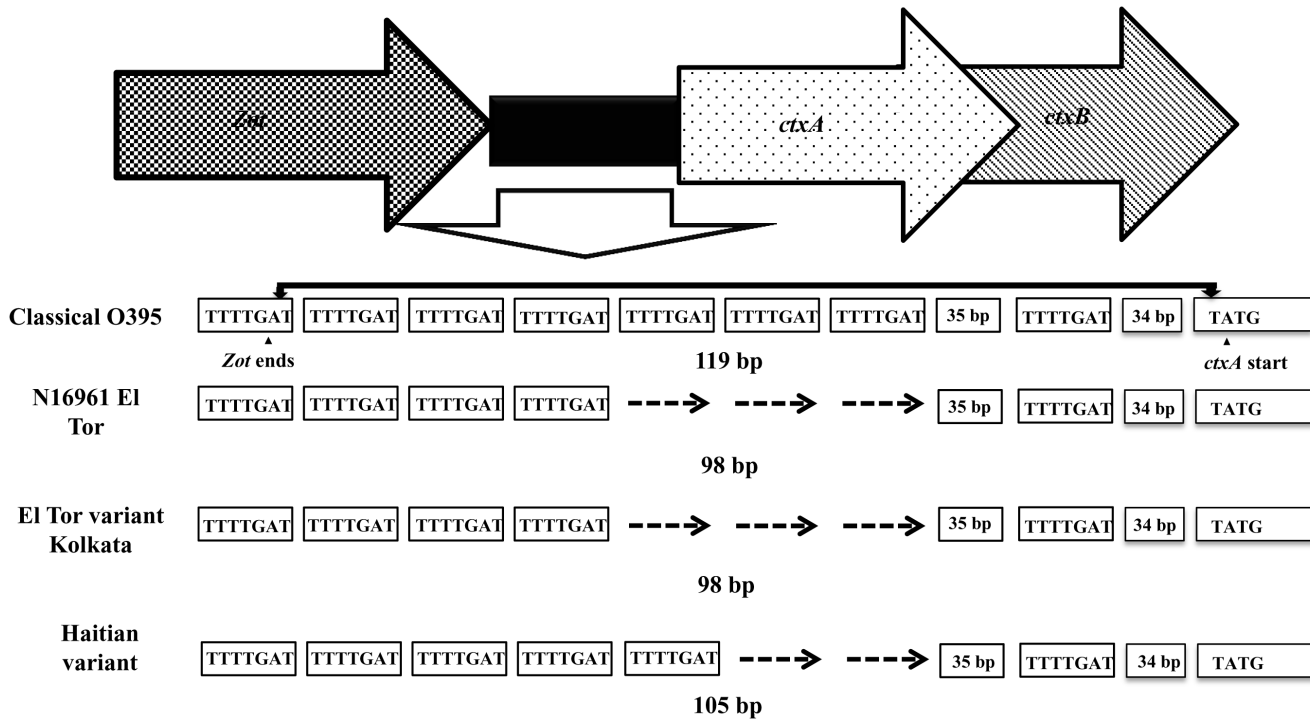 Zot ctxA ctxB
Classical O395 TTTTGAT TTTTGAT TTTTGAT TTTTGAT TTTTGAT TTTTGAT TTTTGAT 35 bp TTTTGAT 34 bp TATG
Zot ends 119 bp ctxA start
N16961 El
Tor
TTTTGAT TTTTGAT TTTTGAT TTTTGAT 35 bp TTTTGAT 34 bp TATG
98 bp
El Tor variant
Kolkata
TTTTGAT TTTTGAT TTTTGAT TTTTGAT 35 bp TTTTGAT 34 bp TATG
98 bp
Haitian
variant
TTTTGAT TTTTGAT TTTTGAT TTTTGAT TTTTGAT 35 bp TTTTGAT 34 bp TATG
105 bp